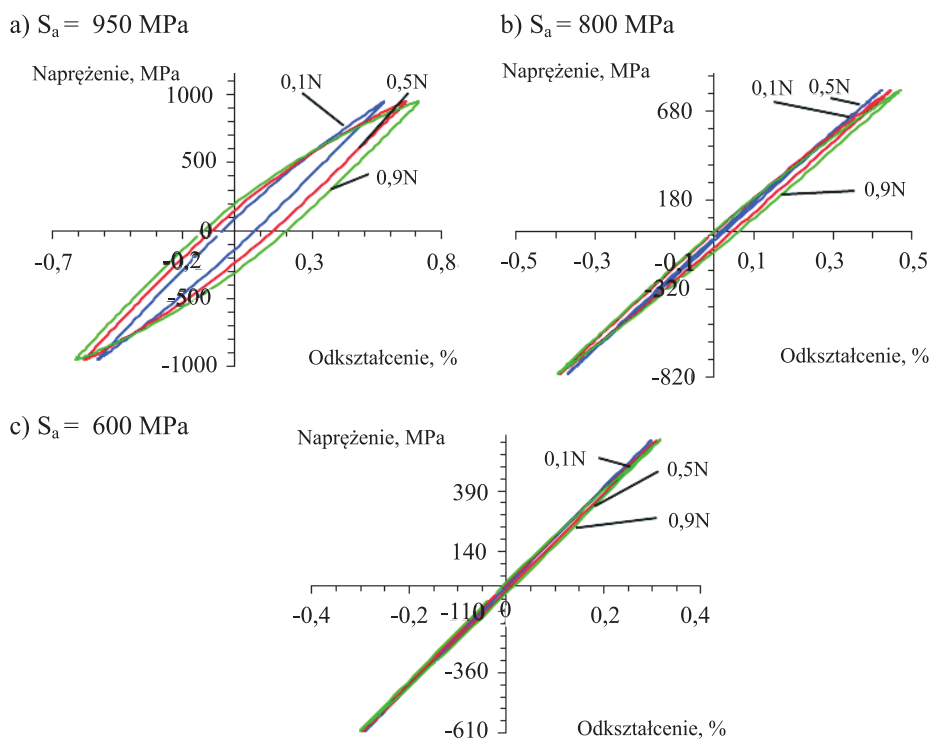 a) Sa = 950 MPa
Naprężenie, MPa
0,1N
0,5N
1000
500
0,9N
0
-0,7
-0,2
0,3
0,8
-500
-1000
Odkształcenie, %
b) Sa = 800 MPa
Naprężenie, MPa
0,1N
0,5N
680
180
0,9N
-0,5
-0,3
-0,1
0,1
0,3
0,5
-320
Odkształcenie, %
-820
c) Sa = 600 MPa
Naprężenie, MPa
0,1N
0,5N
390
0,9N
140
-0,4
-0,2
-110
0
0,2
0,4
-360
-610
Odkształcenie, %